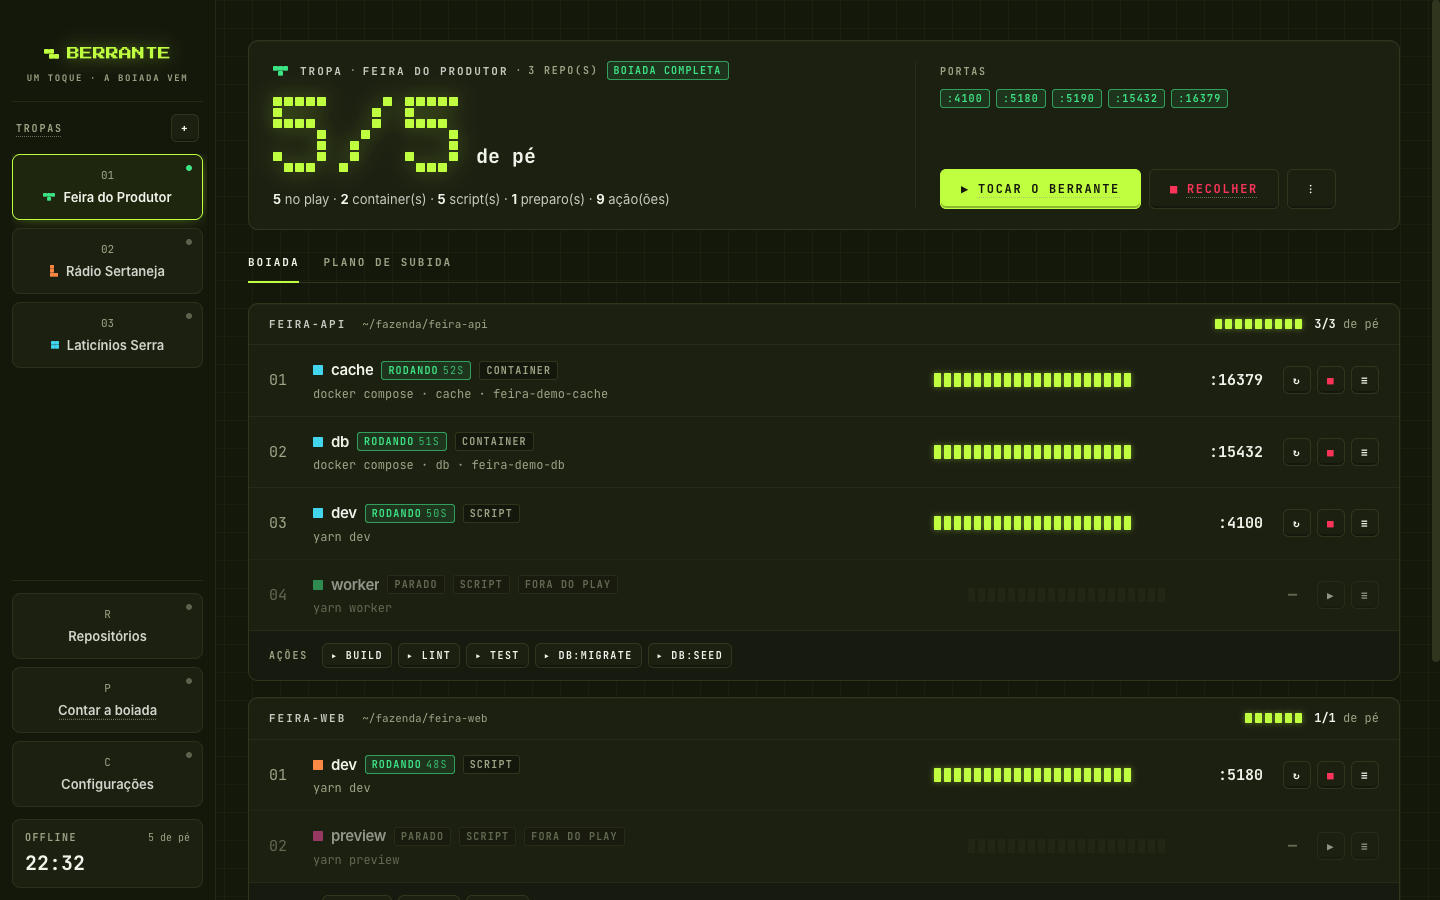 BERRANTE
UM TOQUE · A BOIADA VEM
TROPAS
+
01
Feira do Produtor
02
Rádio Sertaneja
03
Laticínios Serra
R
Repositórios
P
Contar a boiada
C
Configurações
OFFLINE 5 de pé
22:32
TROPA · FEIRA DO PRODUTOR · 3 REPO(S) BOIADA COMPLETA
5/5 de pé
5 no play · 2 container(s) · 5 script(s) · 1 preparo(s) · 9 ação(ões)
PORTAS
:4100 :5180 :5190 :15432 :16379
▶ TOCAR O BERRANTE ■ RECOLHER ⋮
BOIADA PLANO DE SUBIDA
FEIRA-API ~/fazenda/feira-api 3/3 de pé
01 cache RODANDO 52S CONTAINER :16379 ↻ ■ ≡
docker compose · cache · feira-demo-cache
02 db RODANDO 51S CONTAINER :15432 ↻ ■ ≡
docker compose · db · feira-demo-db
03 dev RODANDO 50S SCRIPT :4100 ↻ ■ ≡
yarn dev
04 worker PARADO SCRIPT FORA DO PLAY — ▶ ≡
yarn worker
AÇÕES ▸ BUILD ▸ LINT ▸ TEST ▸ DB:MIGRATE ▸ DB:SEED
FEIRA-WEB ~/fazenda/feira-web 1/1 de pé
01 dev RODANDO 48S SCRIPT :5180 ↻ ■ ≡
yarn dev
02 preview PARADO SCRIPT FORA DO PLAY — ▶ ≡
yarn preview